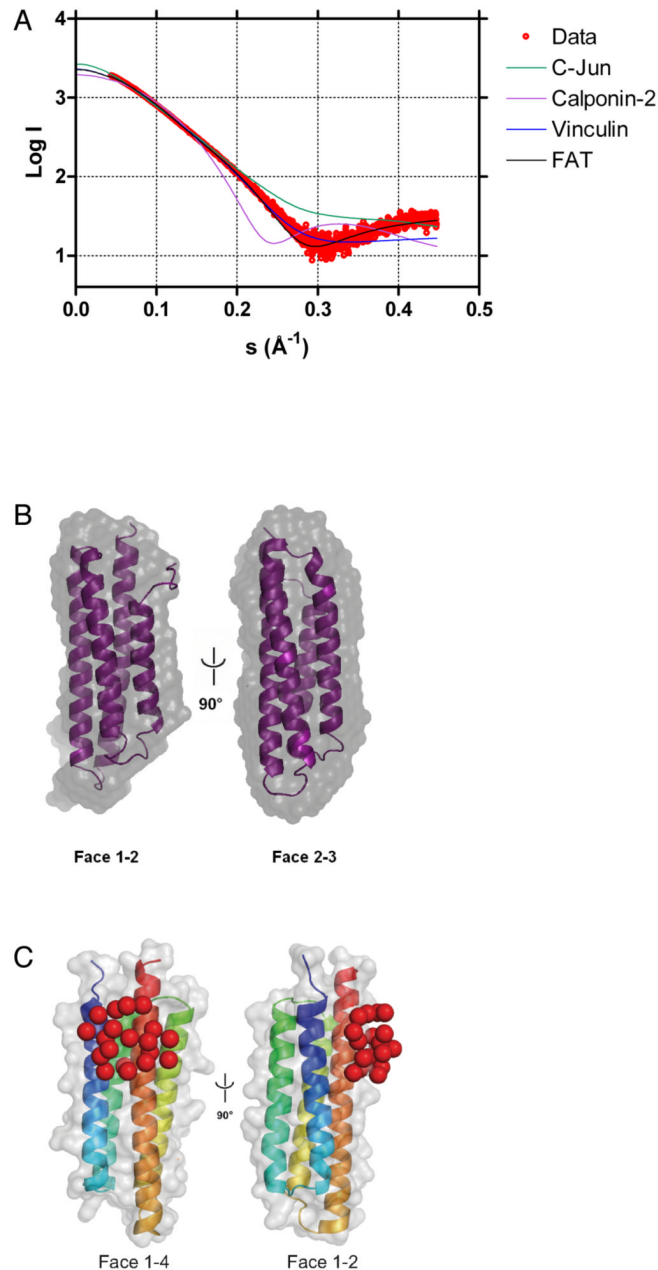 A
Log I
4
3
2
1
0.0 0.1 0.2 0.3 0.4 0.5
s (Å⁻¹)
Data
C-Jun
Calponin-2
Vinculin
FAT
B
90°
Face 1-2 Face 2-3
C
90°
Face 1-4 Face 1-2